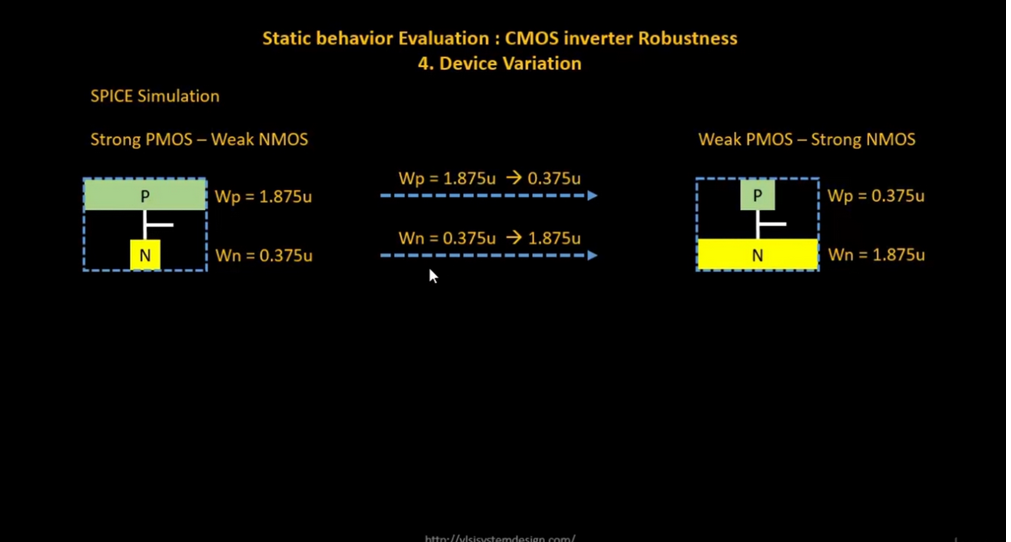 Static behavior Evaluation : CMOS inverter Robustness
4. Device Variation
SPICE Simulation
Strong PMOS – Weak NMOS
Weak PMOS – Strong NMOS
P
Wp = 1.875u
Wp = 1.875u → 0.375u
P
Wp = 0.375u
N
Wn = 0.375u
Wn = 0.375u → 1.875u
N
Wn = 1.875u
http://vlsisystemdesign.com/